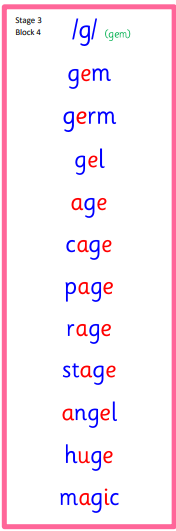 Stage 3
Block 4
/g/ (gem)
gem
germ
gel
age
cage
page
rage
stage
angel
huge
magic